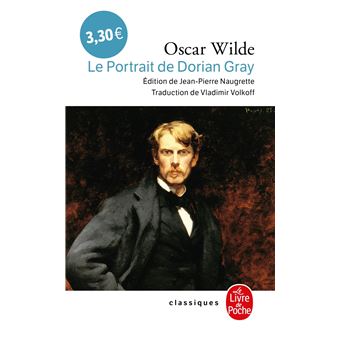 3,30€
Oscar Wilde
Le Portrait de Dorian Gray
Édition de Jean-Pierre Naugrette
Traduction de Vladimir Volkoff
classiques
Le
Livre
de
Poche